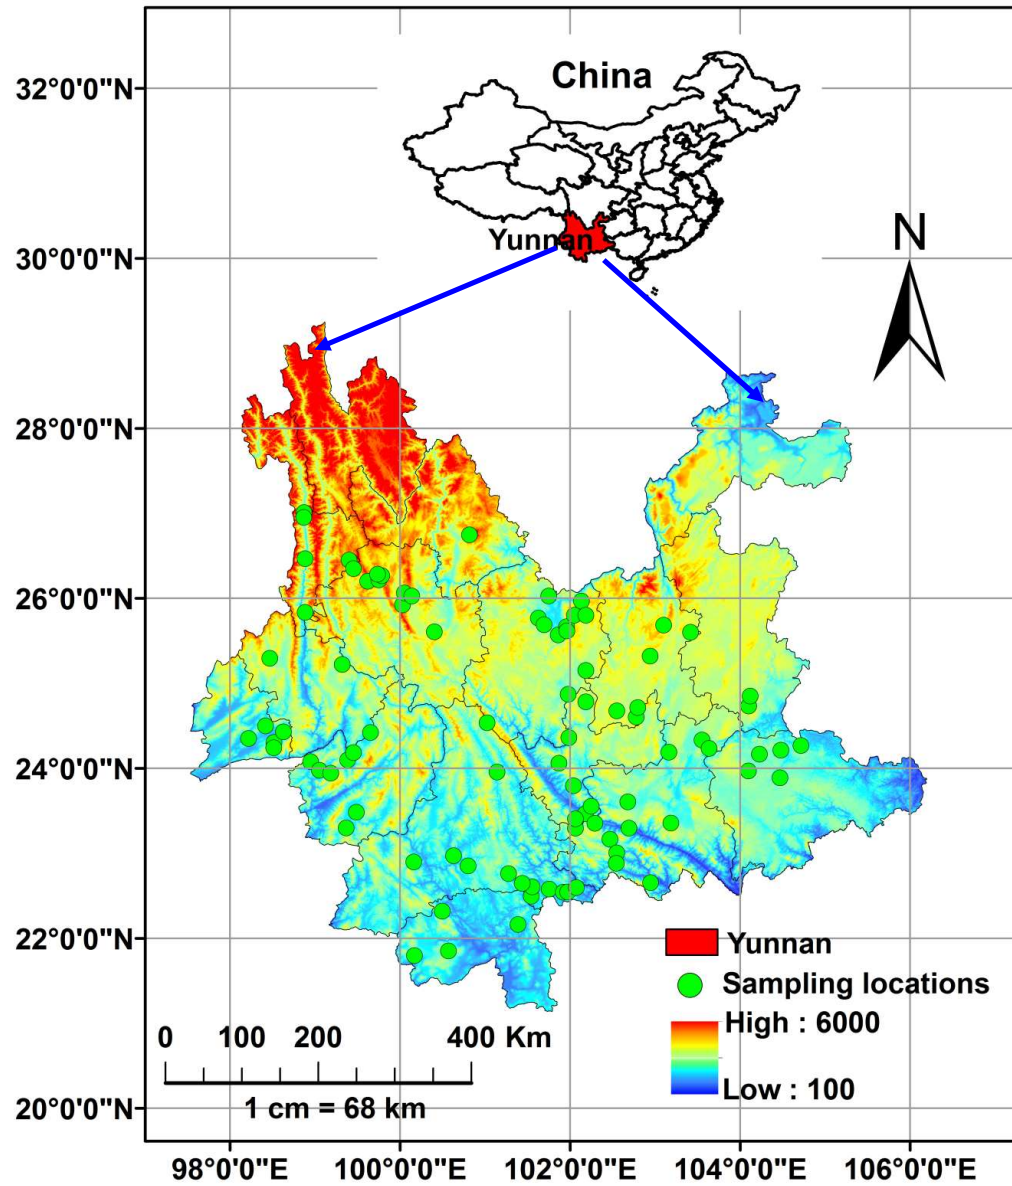 32°0'0"N
China
Yunnan
30°0'0"N
N
28°0'0"N
26°0'0"N
24°0'0"N
22°0'0"N
Yunnan
Sampling locations
High : 6000
Low : 100
0 100 200 400 Km
1 cm = 68 km
20°0'0"N
98°0'0"E 100°0'0"E 102°0'0"E 104°0'0"E 106°0'0"E